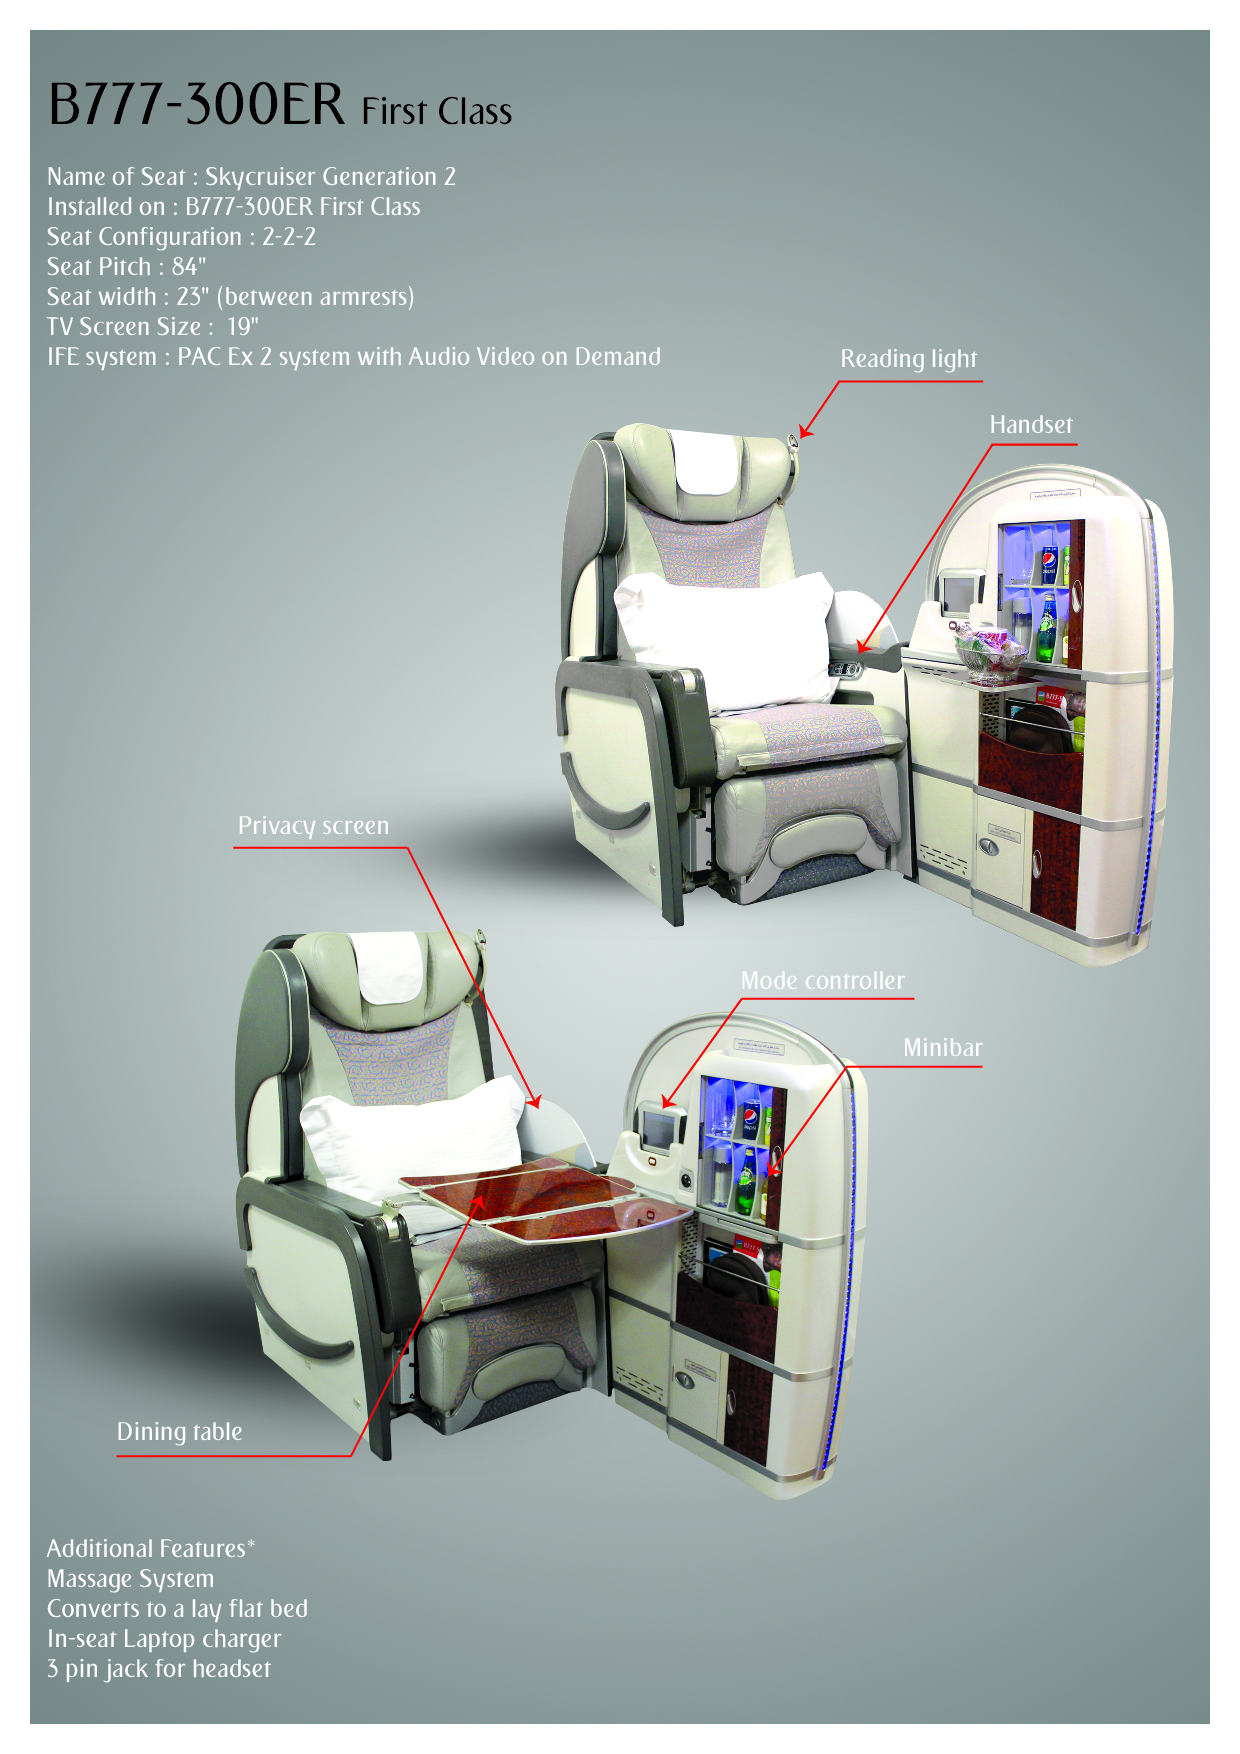 B777-300ER First Class
Name of Seat : Skycruiser Generation 2
Installed on : B777-300ER First Class
Seat Configuration : 2-2-2
Seat Pitch : 84"
Seat width : 23" (between armrests)
TV Screen Size :  19"
IFE system : PAC Ex 2 system with Audio Video on Demand
Reading light
Handset
pepsi
Privacy screen
Mode controller
Minibar
pepsi
Dining table
Additional Features*
Massage System
Converts to a lay flat bed
In-seat Laptop charger
3 pin jack for headset